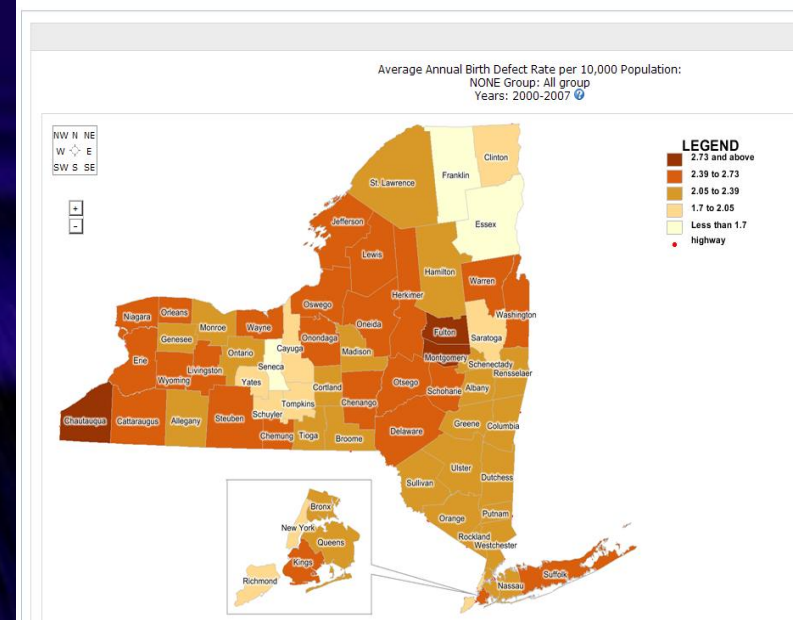 Average Annual Birth Defect Rate per 10,000 Population:
NONE Group: All group
Years: 2000-2007 ?
NW N NE
W E
SW S SE
+
-
LEGEND
2.73 and above
2.39 to 2.73
2.05 to 2.39
1.7 to 2.05
Less than 1.7
highway
Clinton
Franklin
St. Lawrence
Essex
Jefferson
Lewis
Hamilton
Warren
Herkimer
Oswego
Washington
Niagara
Orleans
Monroe
Wayne
Oneida
Fulton
Saratoga
Genesee
Onondaga
Cayuga
Madison
Ontario
Montgomery
Erie
Seneca
Schenectady
Livingston
Rensselaer
Wyoming
Yates
Cortland
Otsego
Schoharie
Albany
Tompkins
Chenango
Chautauqua
Cattaraugus
Allegany
Steuben
Schuyler
Greene
Columbia
Chemung
Tioga
Broome
Delaware
Ulster
Dutchess
Sullivan
Orange
Putnam
Rockland
Westchester
Bronx
New York
Queens
Kings
Richmond
Suffolk
Nassau